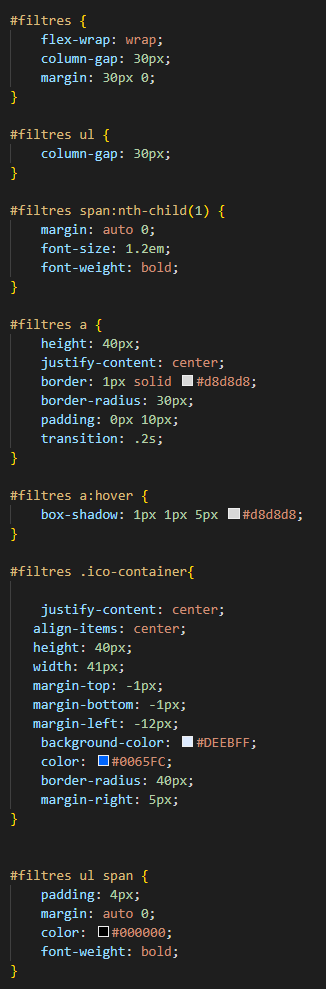 #filtres {
    flex-wrap: wrap;
    column-gap: 30px;
    margin: 30px 0;
}

#filtres ul {
    column-gap: 30px;
}

#filtres span:nth-child(1) {
    margin: auto 0;
    font-size: 1.2em;
    font-weight: bold;
}

#filtres a {
    height: 40px;
    justify-content: center;
    border: 1px solid #d8d8d8;
    border-radius: 30px;
    padding: 0px 10px;
    transition: .2s;
}

#filtres a:hover {
    box-shadow: 1px 1px 5px #d8d8d8;
}

#filtres .ico-container{

    justify-content: center;
   align-items: center;
   height: 40px;
   width: 41px;
   margin-top: -1px;
   margin-bottom: -1px;
   margin-left: -12px;
    background-color: #DEEBFF;
    color: #0065FC;
    border-radius: 40px;
    margin-right: 5px;
}


#filtres ul span {
    padding: 4px;
    margin: auto 0;
    color: #000000;
    font-weight: bold;
}